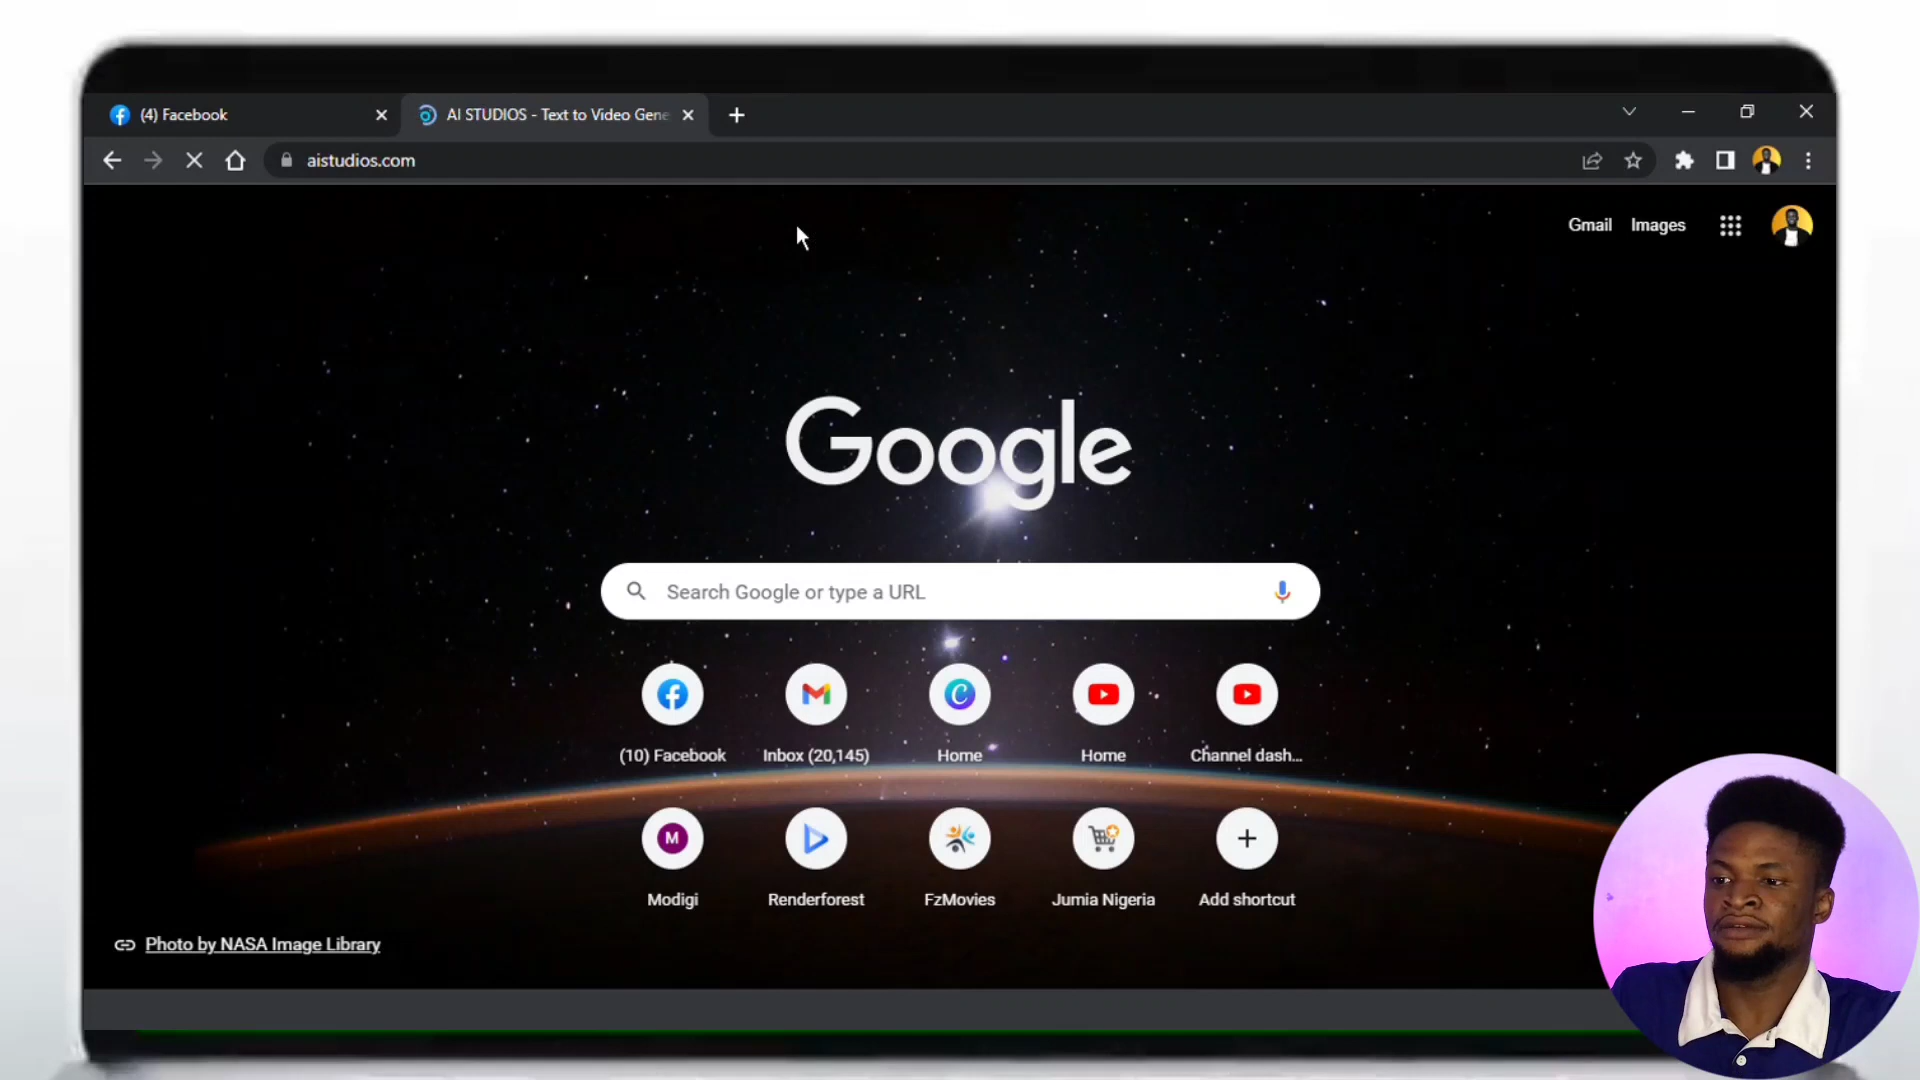 (4) Facebook
AI STUDIOS - Text to Video Gene
aistudios.com
Gmail Images
Google
Search Google or type a URL
(10) Facebook
Inbox (20,145)
Home
Home
Channel dash...
M
Modigi
Renderforest
FzMovies
Jumia Nigeria
Add shortcut
Photo by NASA Image Library